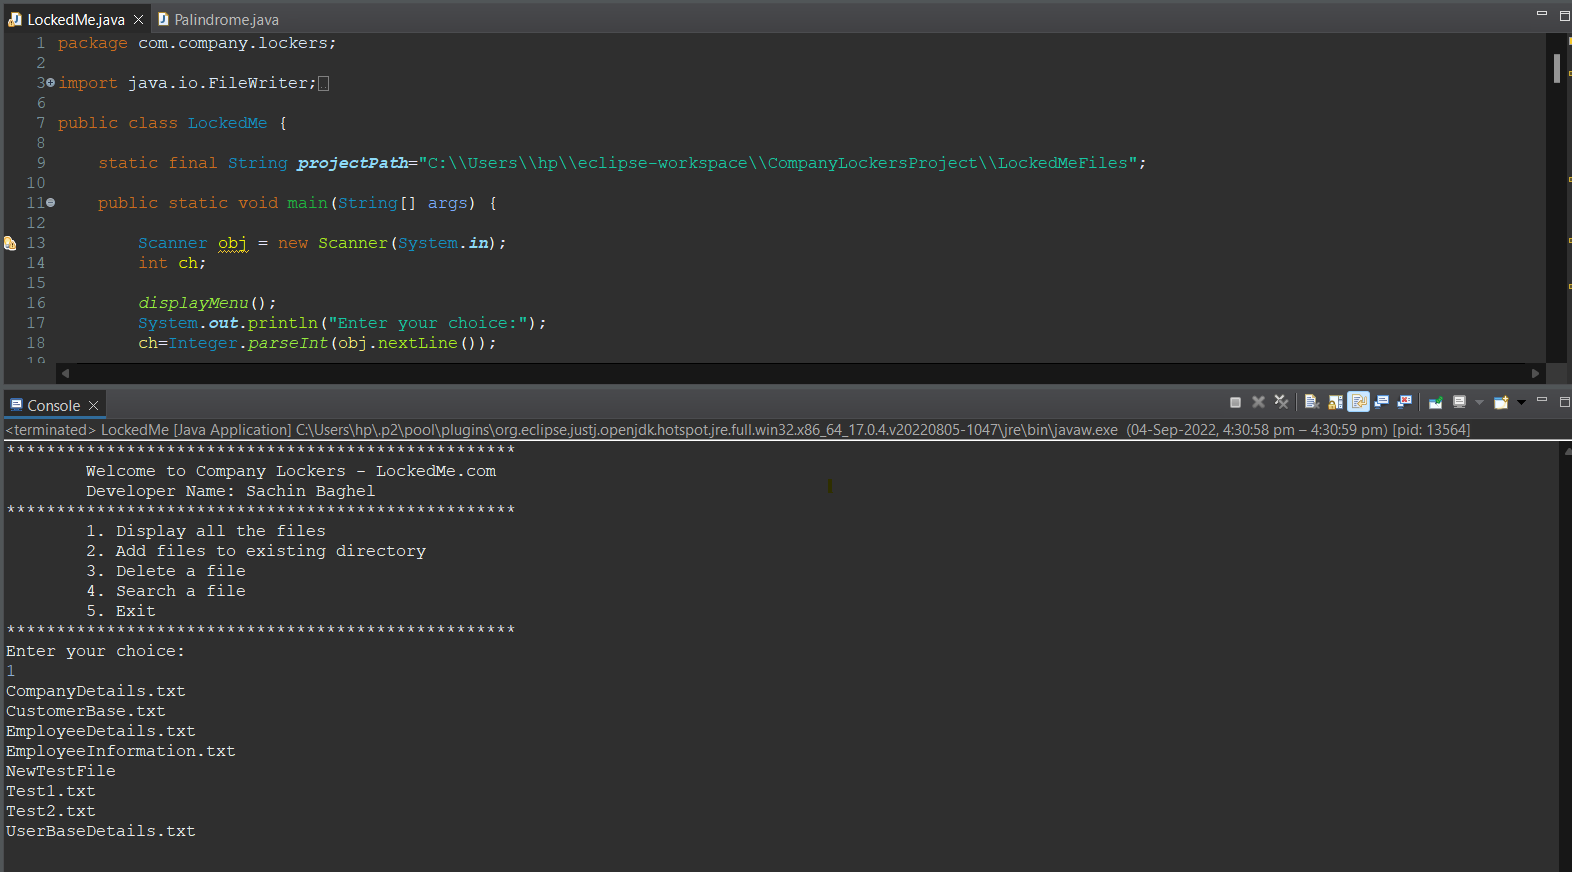 LockedMe.java Palindrome.java
1 package com.company.lockers;
2
3 import java.io.FileWriter;
6
7 public class LockedMe {
8
9 static final String projectPath="C:\\Users\\hp\\eclipse-workspace\\CompanyLockersProject\\LockedMeFiles";
10
11 public static void main(String[] args) {
12
13 Scanner obj = new Scanner(System.in);
14 int ch;
15
16 displayMenu();
17 System.out.println("Enter your choice:");
18 ch=Integer.parseInt(obj.nextLine());
19
Console
<terminated> LockedMe [Java Application] C:\Users\hp\.p2\pool\plugins\org.eclipse.justj.openjdk.hotspot.jre.full.win32.x86_64_17.0.4.v20220805-1047\jre\bin\javaw.exe (04-Sep-2022, 4:30:58 pm – 4:30:59 pm) [pid: 13564]
***************************************************
Welcome to Company Lockers - LockedMe.com
Developer Name: Sachin Baghel
***************************************************
1. Display all the files
2. Add files to existing directory
3. Delete a file
4. Search a file
5. Exit
***************************************************
Enter your choice:
1
CompanyDetails.txt
CustomerBase.txt
EmployeeDetails.txt
EmployeeInformation.txt
NewTestFile
Test1.txt
Test2.txt
UserBaseDetails.txt